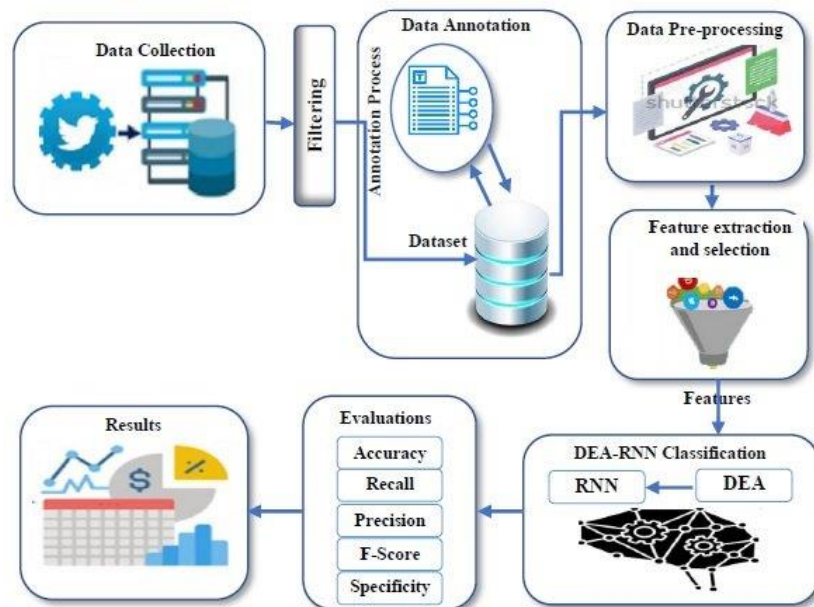 Data Collection
Filtering
Data Annotation
Annotation Process
T
Dataset
Data Pre-processing
shutterstock
Feature extraction
and selection
Features
DEA-RNN Classification
RNN
DEA
Evaluations
Accuracy
Recall
Precision
F-Score
Specificity
Results
$
%